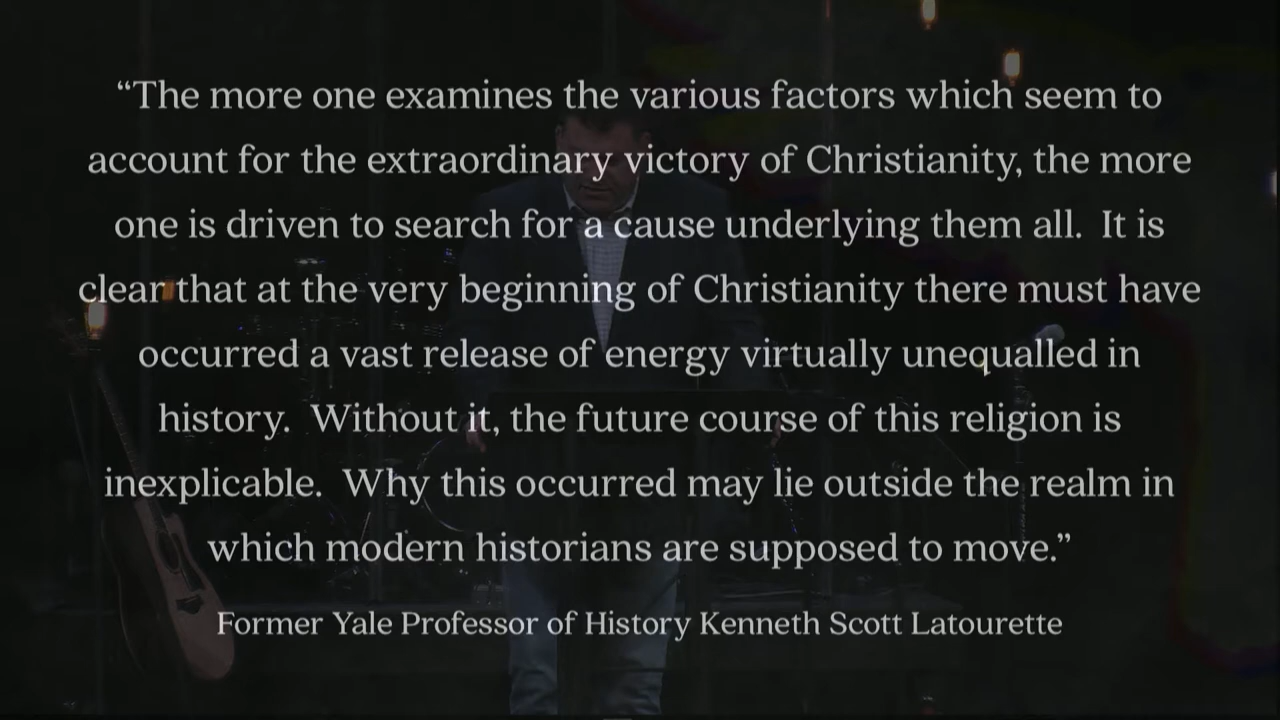 “The more one examines the various factors which seem to
account for the extraordinary victory of Christianity, the more
one is driven to search for a cause underlying them all.  It is
clear that at the very beginning of Christianity there must have
occurred a vast release of energy virtually unequalled in
history.  Without it, the future course of this religion is
inexplicable.  Why this occurred may lie outside the realm in
which modern historians are supposed to move.”
Former Yale Professor of History Kenneth Scott Latourette